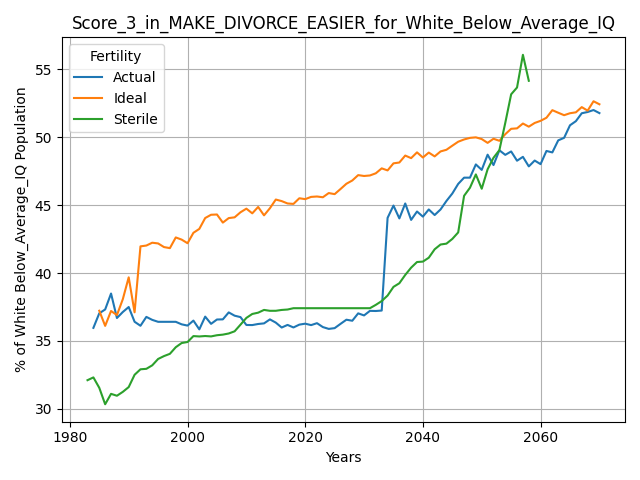 Score_3_in_MAKE_DIVORCE_EASIER_for_White_Below_Average_IQ
Fertility
Actual
Ideal
Sterile
% of White Below_Average_IQ Population
55
50
45
40
35
30
1980
2000
2020
2040
2060
Years